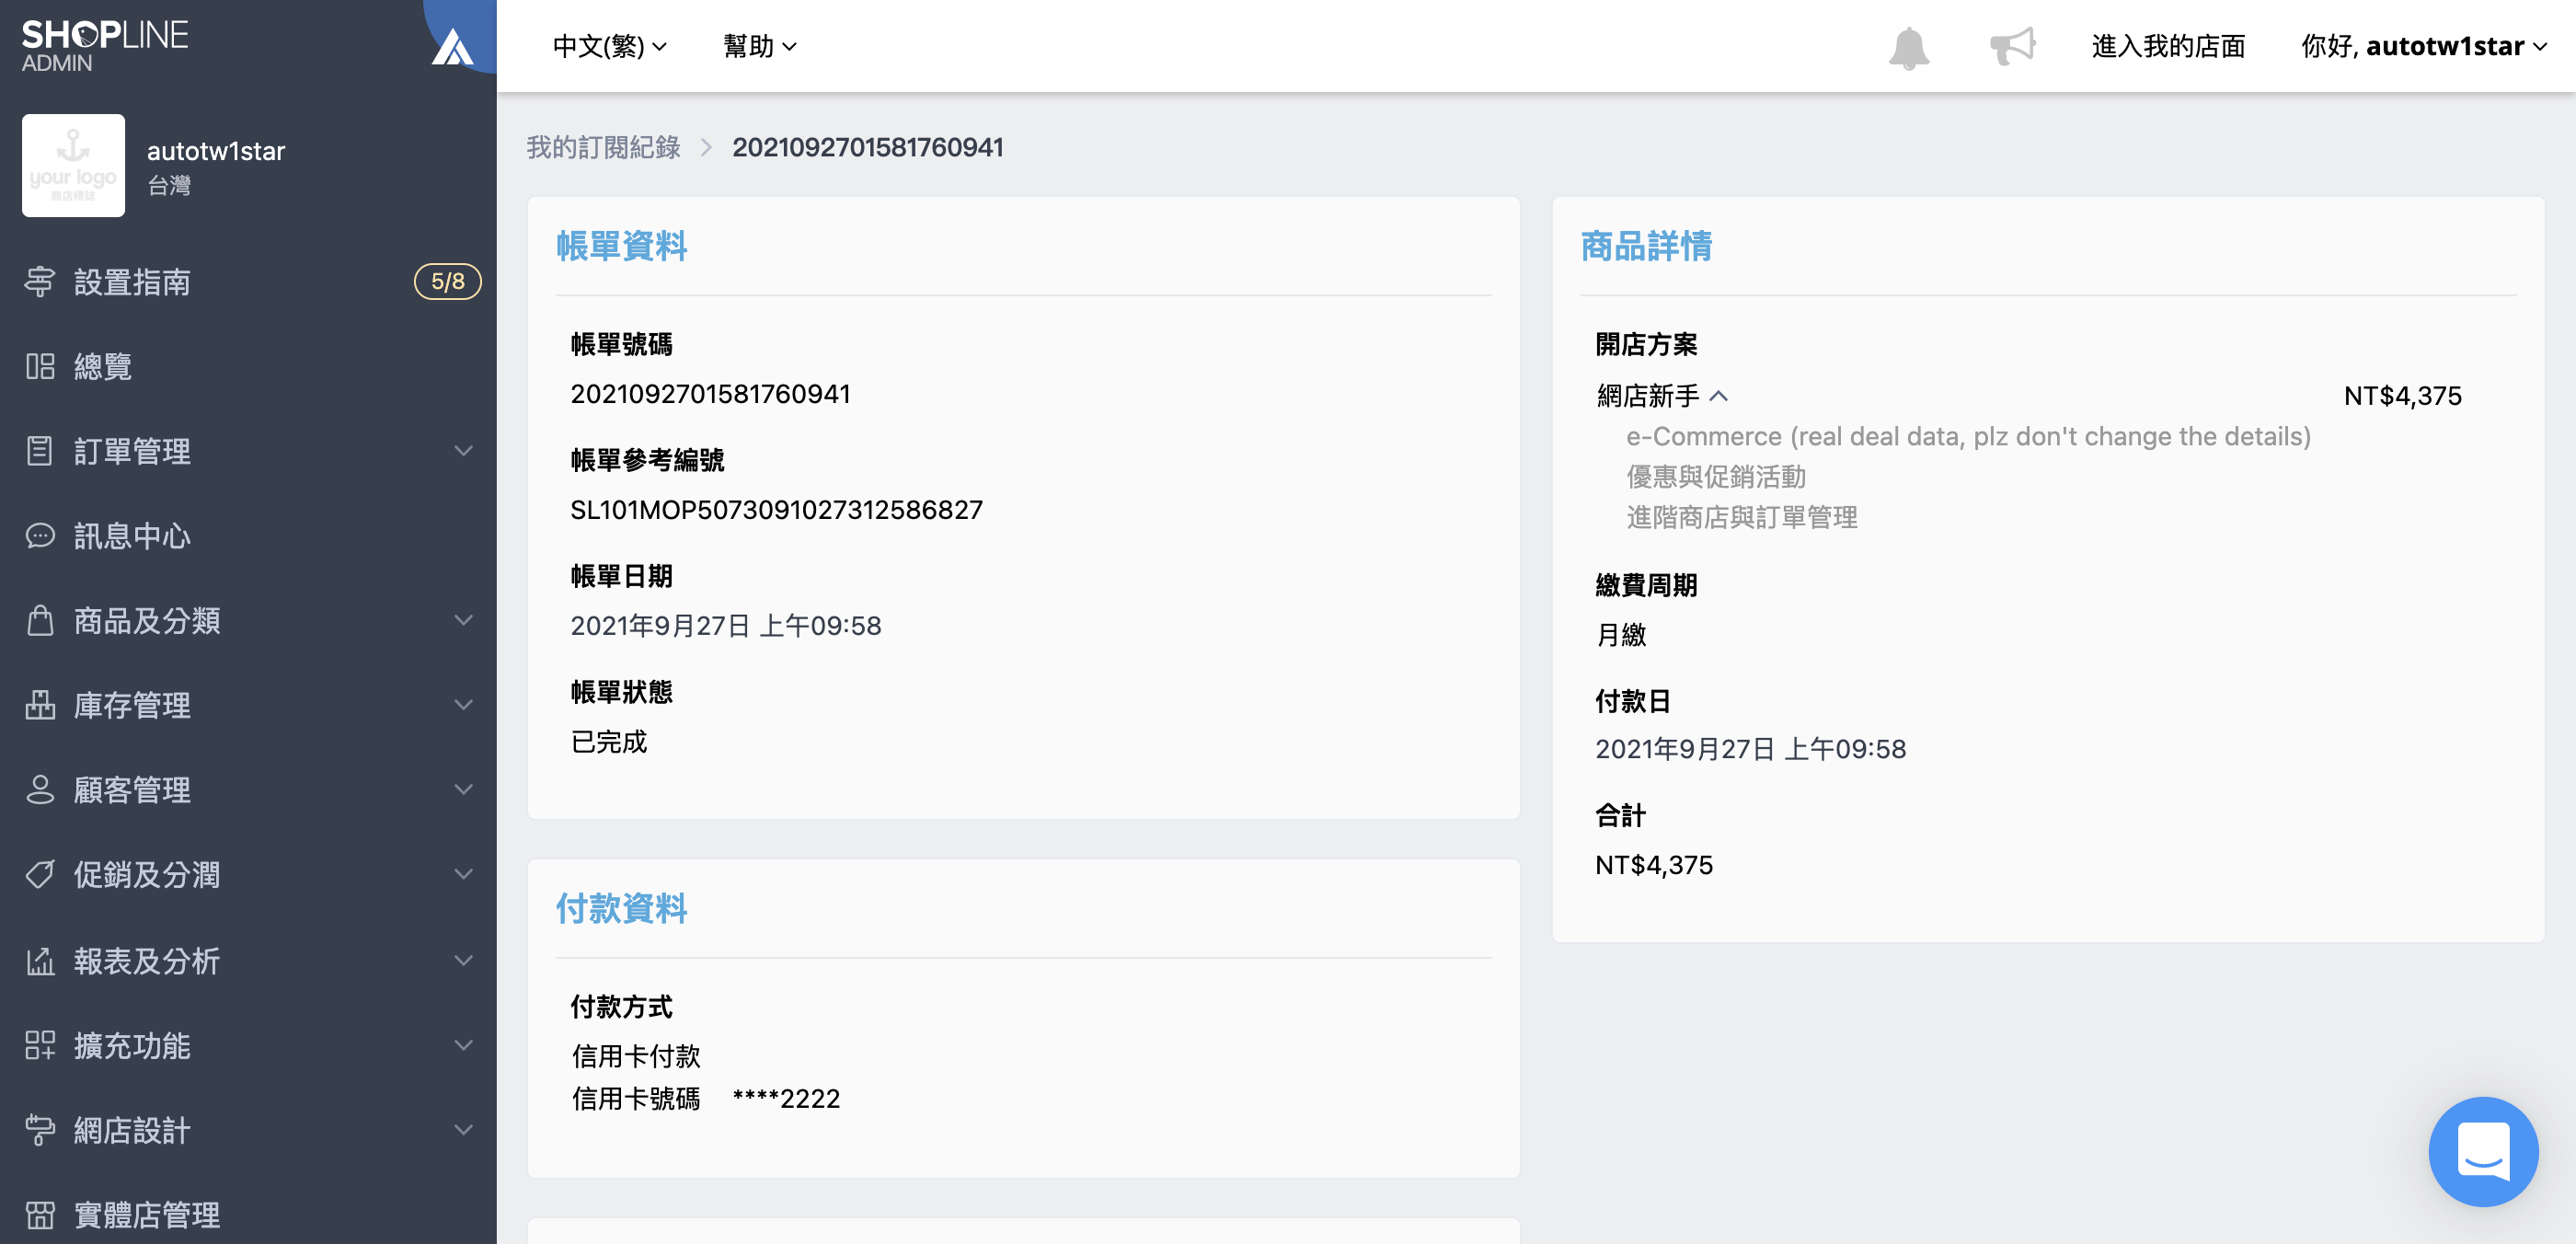 SHOPLINE
ADMIN
中文(繁)
幫助
進入我的店面
你好, autotw1star
your logo
商店標誌
autotw1star
台灣
設置指南
5/8
總覽
訂單管理
訊息中心
商品及分類
庫存管理
顧客管理
促銷及分潤
報表及分析
擴充功能
網店設計
實體店管理
我的訂閱紀錄
2021092701581760941
帳單資料
帳單號碼
2021092701581760941
帳單參考編號
SL101MOP5073091027312586827
帳單日期
2021年9月27日 上午09:58
帳單狀態
已完成
付款資料
付款方式
信用卡付款
信用卡號碼 ****2222
商品詳情
開店方案
網店新手 NT$4,375
e-Commerce (real deal data, plz don't change the details)
優惠與促銷活動
進階商店與訂單管理
繳費周期
月繳
付款日
2021年9月27日 上午09:58
合計
NT$4,375